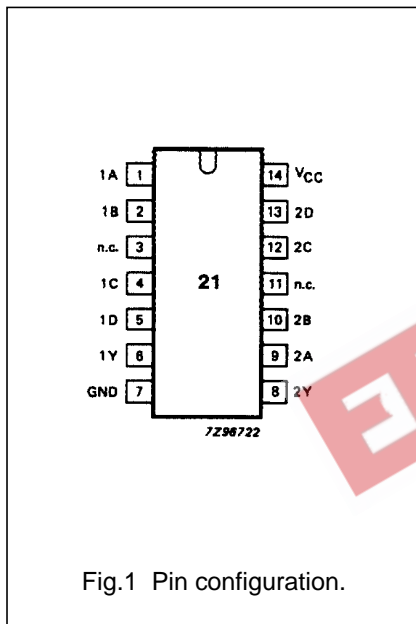 1A 1 14 VCC
1B 2 13 2D
n.c. 3 12 2C
1C 4 21 11 n.c.
1D 5 10 2B
1Y 6 9 2A
GND 7 8 2Y
7Z96722
Fig.1 Pin configuration.